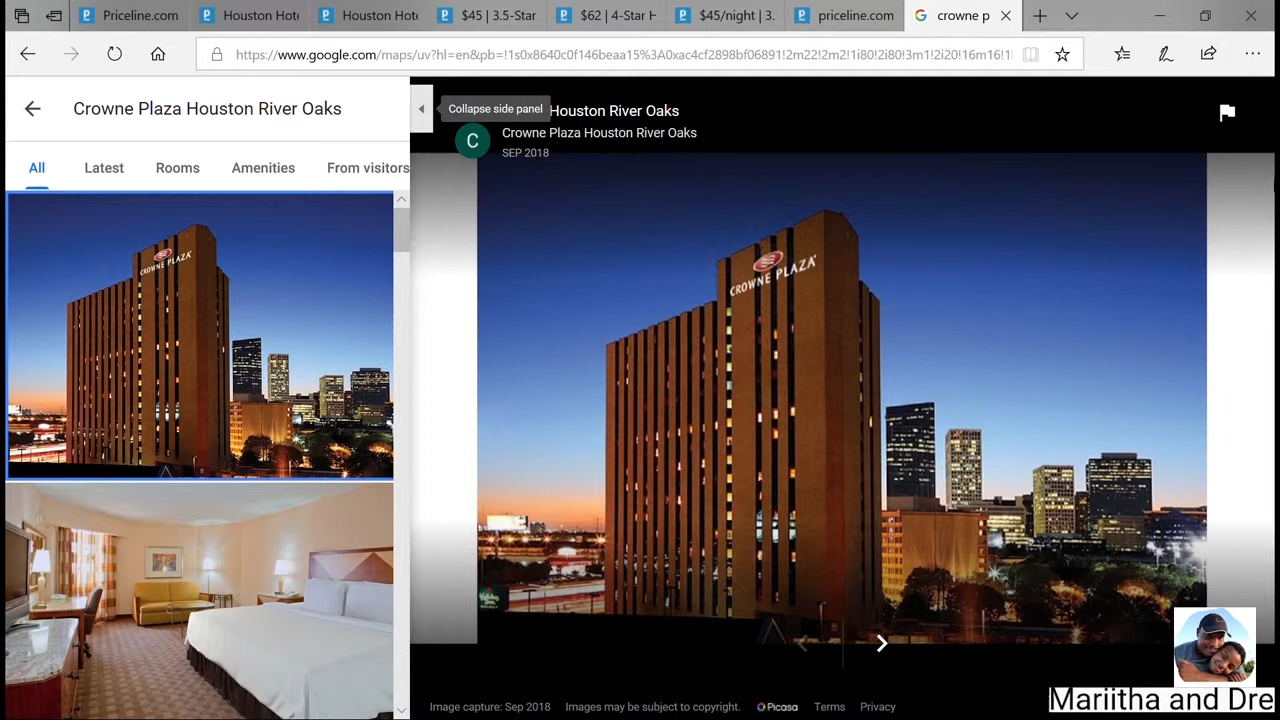 Priceline.com
Houston Hot
Houston Hot
$45 | 3.5-Star
$62 | 4-Star H
$45/night | 3.
priceline.com
crowne p
https://www.google.com/maps/uv?hl=en&pb=!1s0x8640c0f146beaa15%3A0xac4cf2898bf06891!2m22!2m2!1i80!2i80!3m1!2i20!16m16!1
Crowne Plaza Houston River Oaks
Collapse side panel
Houston River Oaks
C
Crowne Plaza Houston River Oaks
SEP 2018
All
Latest
Rooms
Amenities
From visitors
CROWNE PLAZA
CROWNE PLAZA
Image capture: Sep 2018
Images may be subject to copyright.
Picasa
Terms
Privacy
Mariitha and Dre